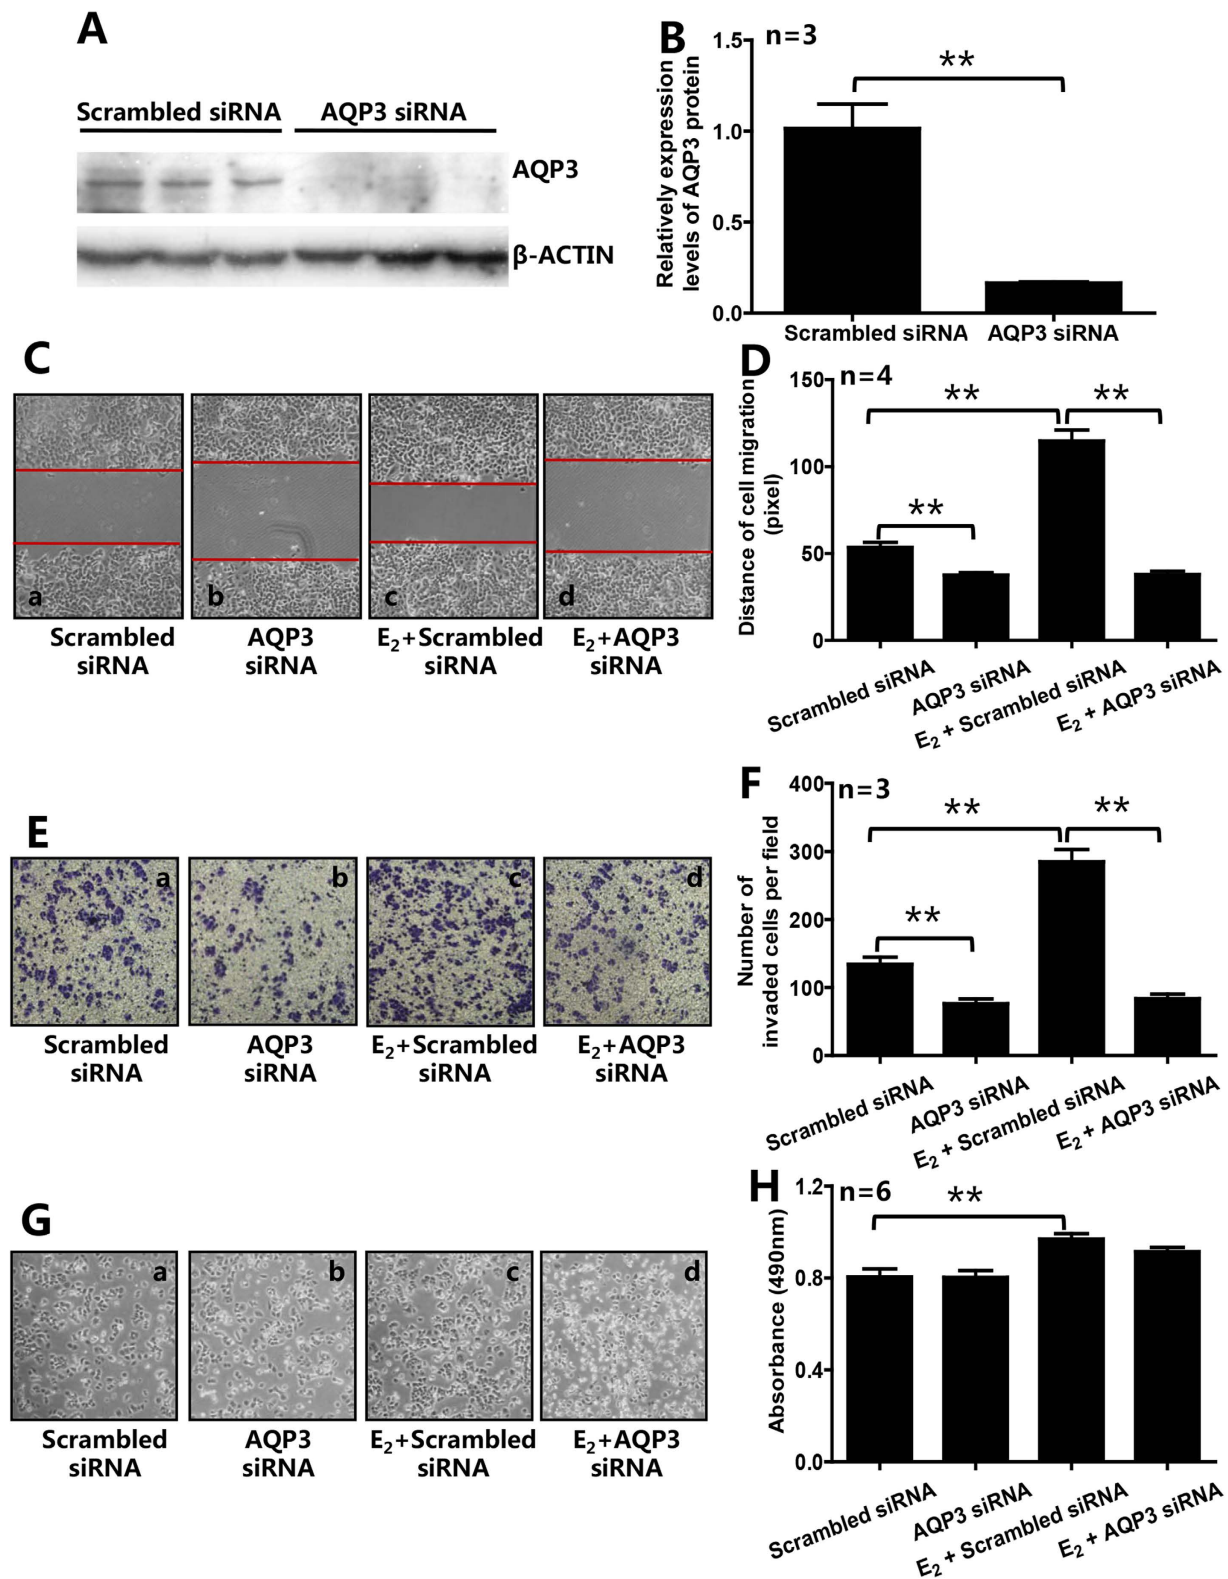 A
Scrambled siRNA AQP3 siRNA
AQP3
β-ACTIN
B
n=3
**
Relatively expression
levels of AQP3 protein
1.5
1.0
0.5
0.0
Scrambled siRNA AQP3 siRNA
C
a
b
c
d
Scrambled
siRNA
AQP3
siRNA
E₂+Scrambled
siRNA
E₂+AQP3
siRNA
D
n=4
**
**
**
Distance of cell migration
(pixel)
150
100
50
0
Scrambled siRNA
AQP3 siRNA
E₂ + Scrambled siRNA
E₂ + AQP3 siRNA
E
a
b
c
d
Scrambled
siRNA
AQP3
siRNA
E₂+Scrambled
siRNA
E₂+AQP3
siRNA
F
n=3
**
**
**
Number of
invaded cells per field
400
300
200
100
0
Scrambled siRNA
AQP3 siRNA
E₂ + Scrambled siRNA
E₂ + AQP3 siRNA
G
a
b
c
d
Scrambled
siRNA
AQP3
siRNA
E₂+Scrambled
siRNA
E₂+AQP3
siRNA
H
n=6
**
Absorbance (490nm)
1.2
0.8
0.4
0.0
Scrambled siRNA
AQP3 siRNA
E₂ + Scrambled siRNA
E₂ + AQP3 siRNA